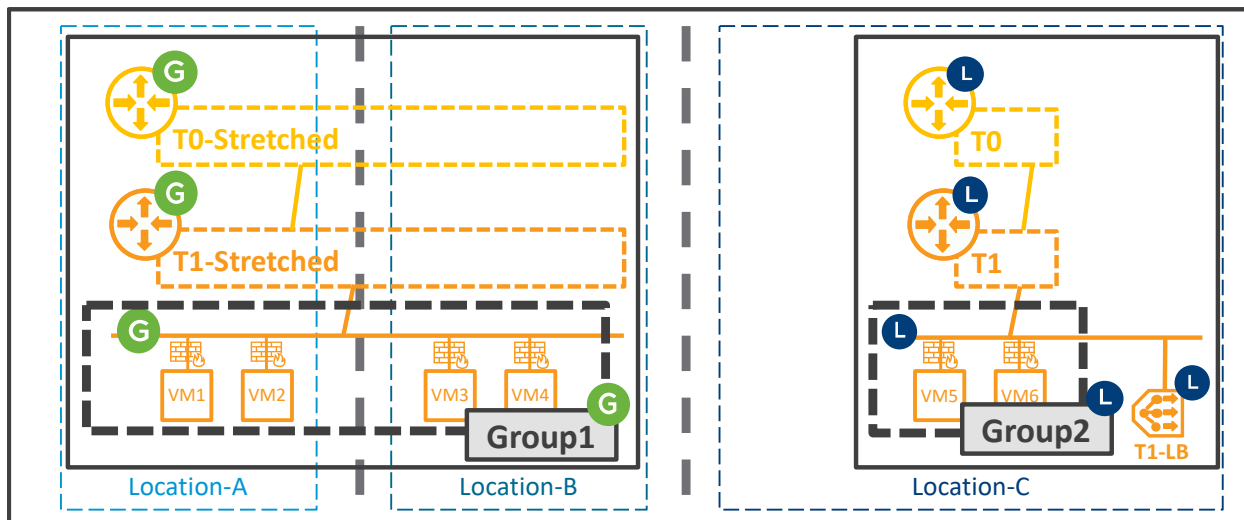 G
L
T0-Stretched
T0
G
L
T1-Stretched
T1
G
L
VM1
VM2
VM3
VM4
VM5
VM6
G
L
L
Group1
Group2
T1-LB
Location-A
Location-B
Location-C